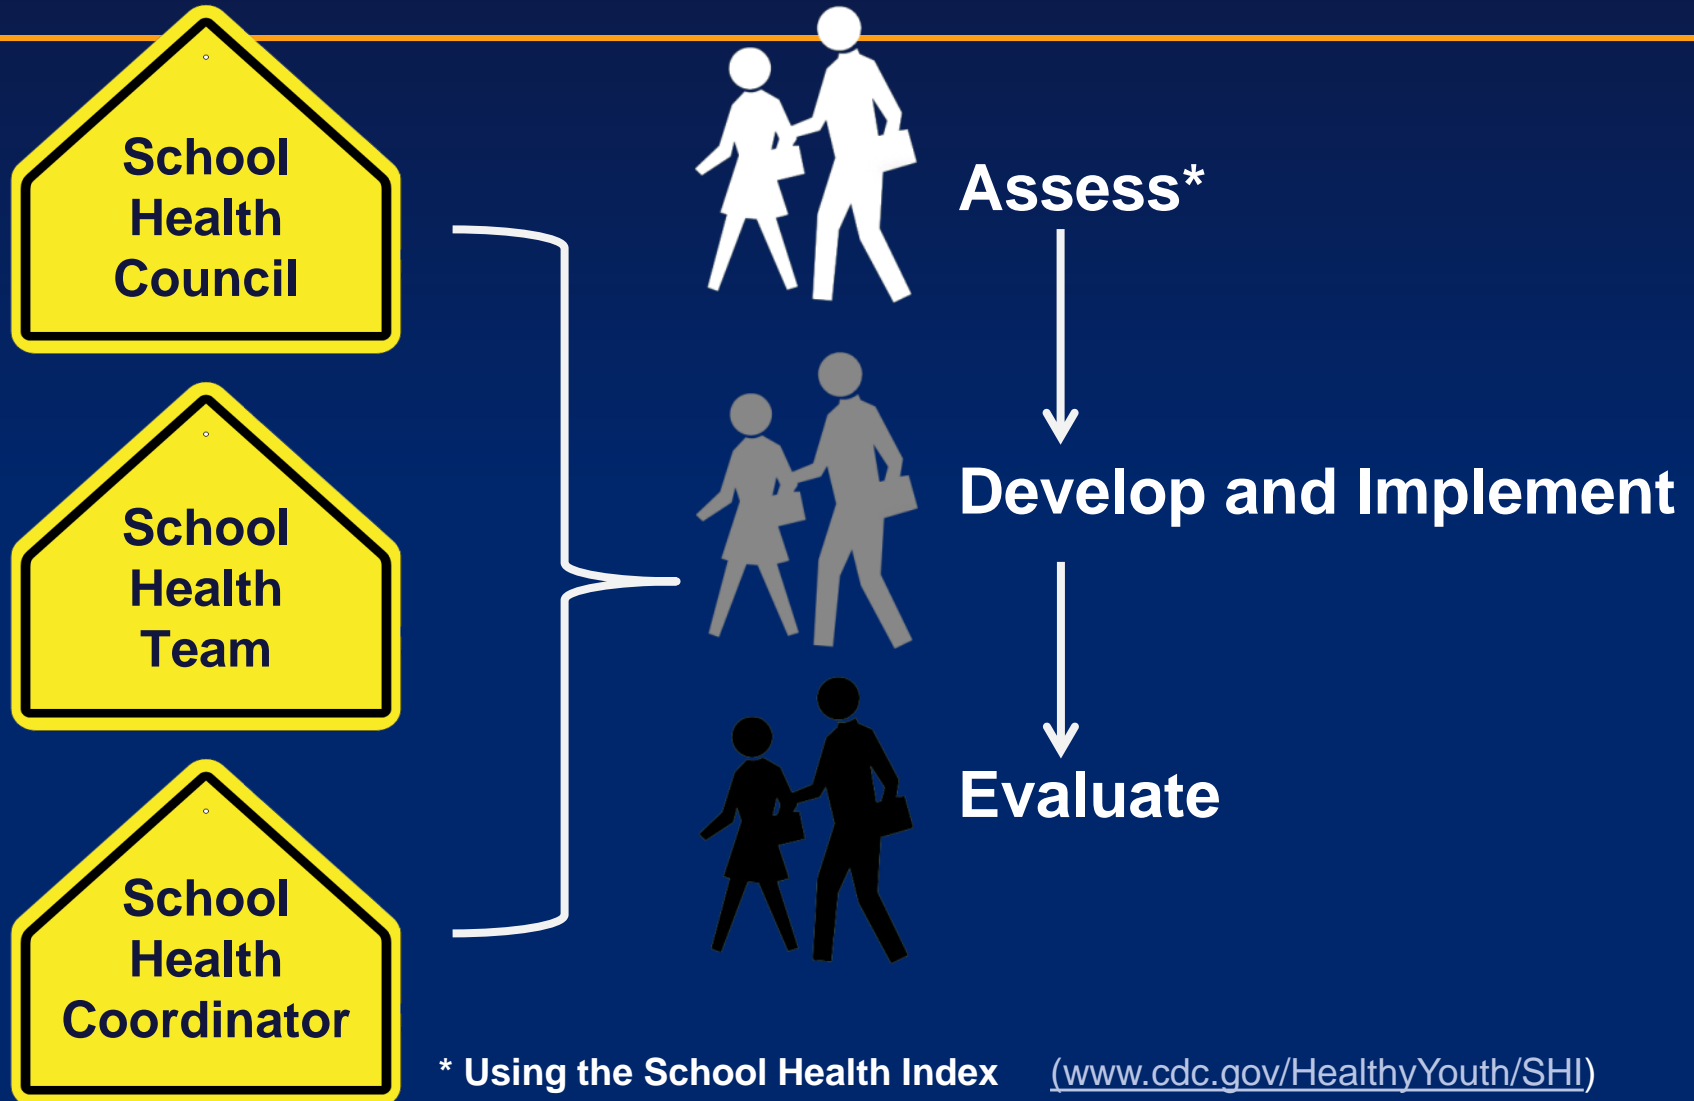 School
Health
Council
Assess*
School
Health
Team
Develop and Implement
School
Health
Coordinator
Evaluate
* Using the School Health Index (www.cdc.gov/HealthyYouth/SHI)